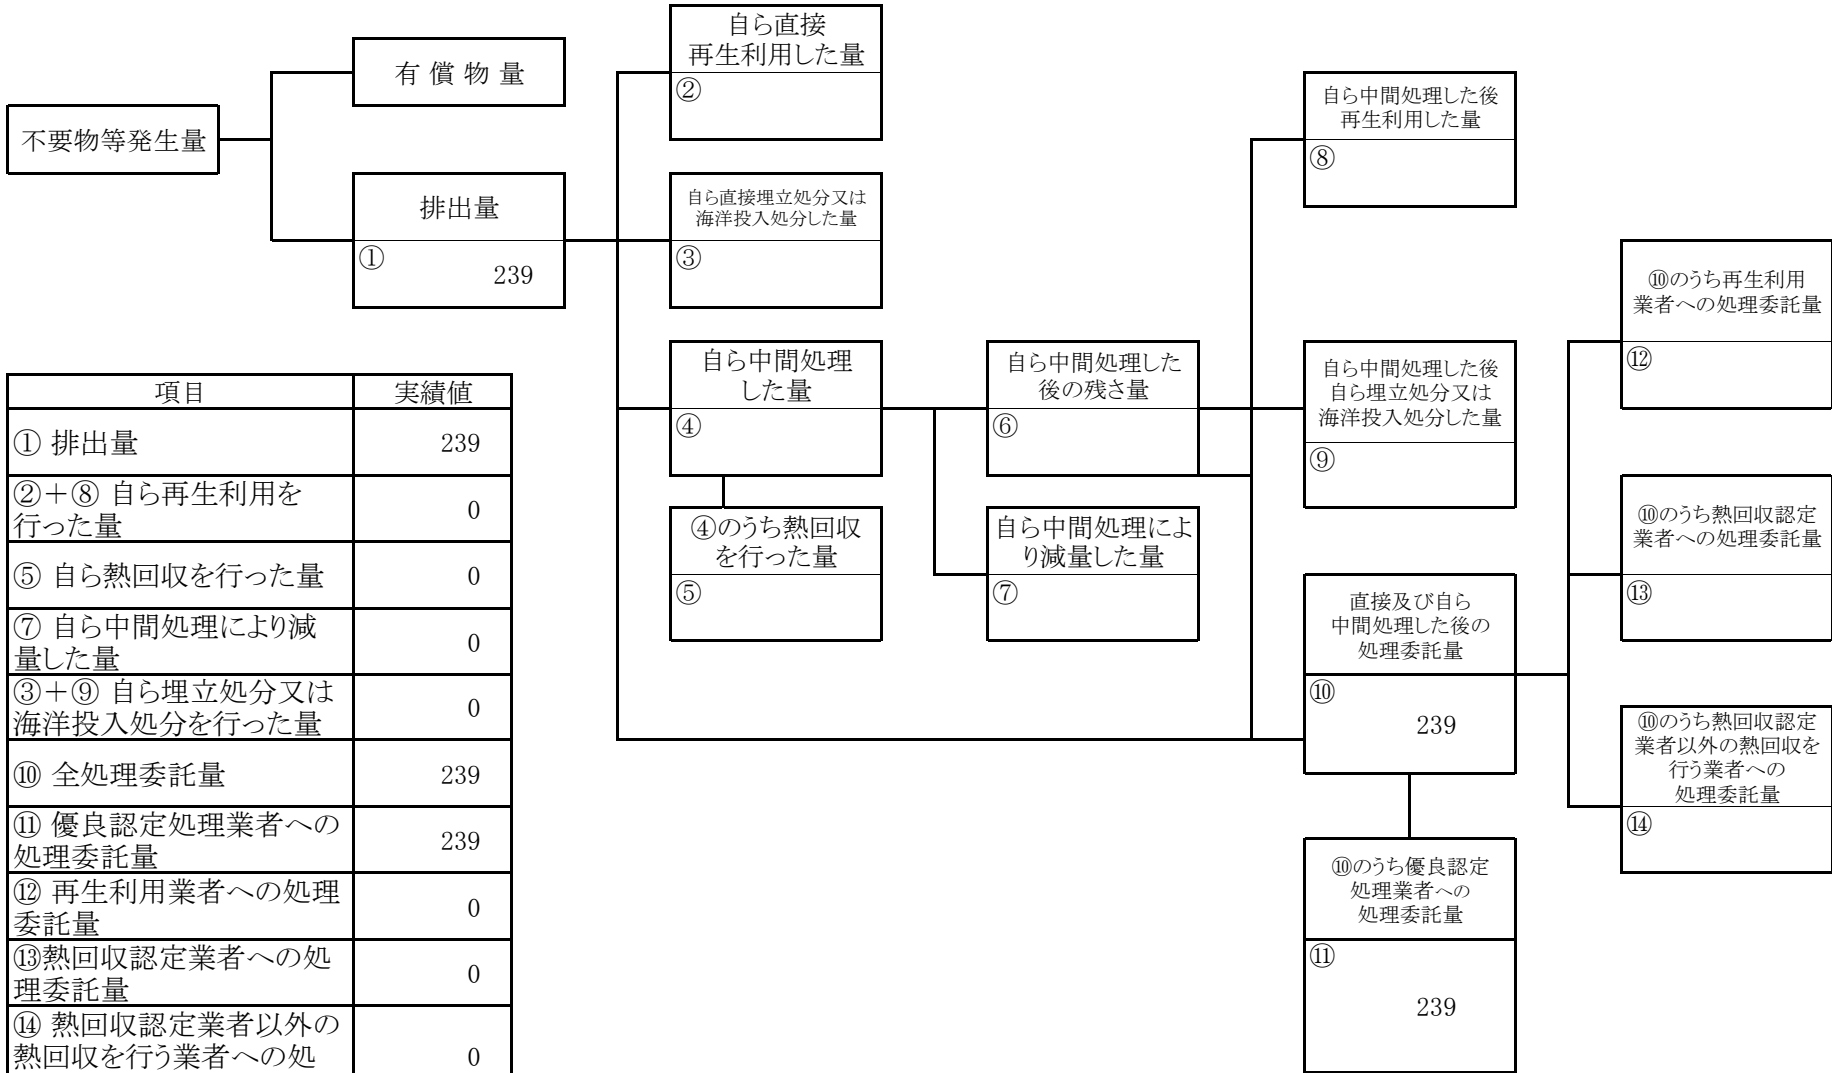 不要物等発生量
有 償 物 量
排出量
①
239
自ら直接
再生利用した量
②
自ら直接埋立処分又は
海洋投入処分した量
③
自ら中間処理
した量
④
④のうち熱回収
を行った量
⑤
自ら中間処理した
後の残さ量
⑥
自ら中間処理によ
り減量した量
⑦
自ら中間処理した後
再生利用した量
⑧
自ら中間処理した後
自ら埋立処分又は
海洋投入処分した量
⑨
直接及び自ら
中間処理した後の
処理委託量
⑩
239
⑩のうち優良認定
処理業者への
処理委託量
⑪
239
⑩のうち再生利用
業者への処理委託量
⑫
⑩のうち熱回収認定
業者への処理委託量
⑬
⑩のうち熱回収認定
業者以外の熱回収を
行う業者への
処理委託量
⑭
項目 実績値
① 排出量 239
②＋⑧ 自ら再生利用を
行った量 0
⑤ 自ら熱回収を行った量 0
⑦ 自ら中間処理により減
量した量 0
③＋⑨ 自ら埋立処分又は
海洋投入処分を行った量 0
⑩ 全処理委託量 239
⑪ 優良認定処理業者への
処理委託量 239
⑫ 再生利用業者への処理
委託量 0
⑬熱回収認定業者への処
理委託量 0
⑭ 熱回収認定業者以外の
熱回収を行う業者への処 0